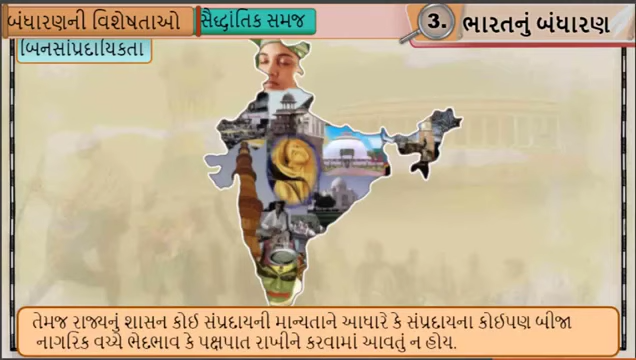 બંધારણની વિશેષતાઓ
સૈદ્ધાંતિક સમજ
3. ભારતનું બંધારણ
બિનસાંપ્રદાયિકતા
તેમજ રાજ્યનું શાસન કોઈ સંપ્રદાયની માન્યતાને આધારે કે સંપ્રદાયના કોઈપણ બીજા
નાગરિક વચ્ચે ભેદભાવ કે પક્ષપાત રાખીને કરવામાં આવતું ન હોય.